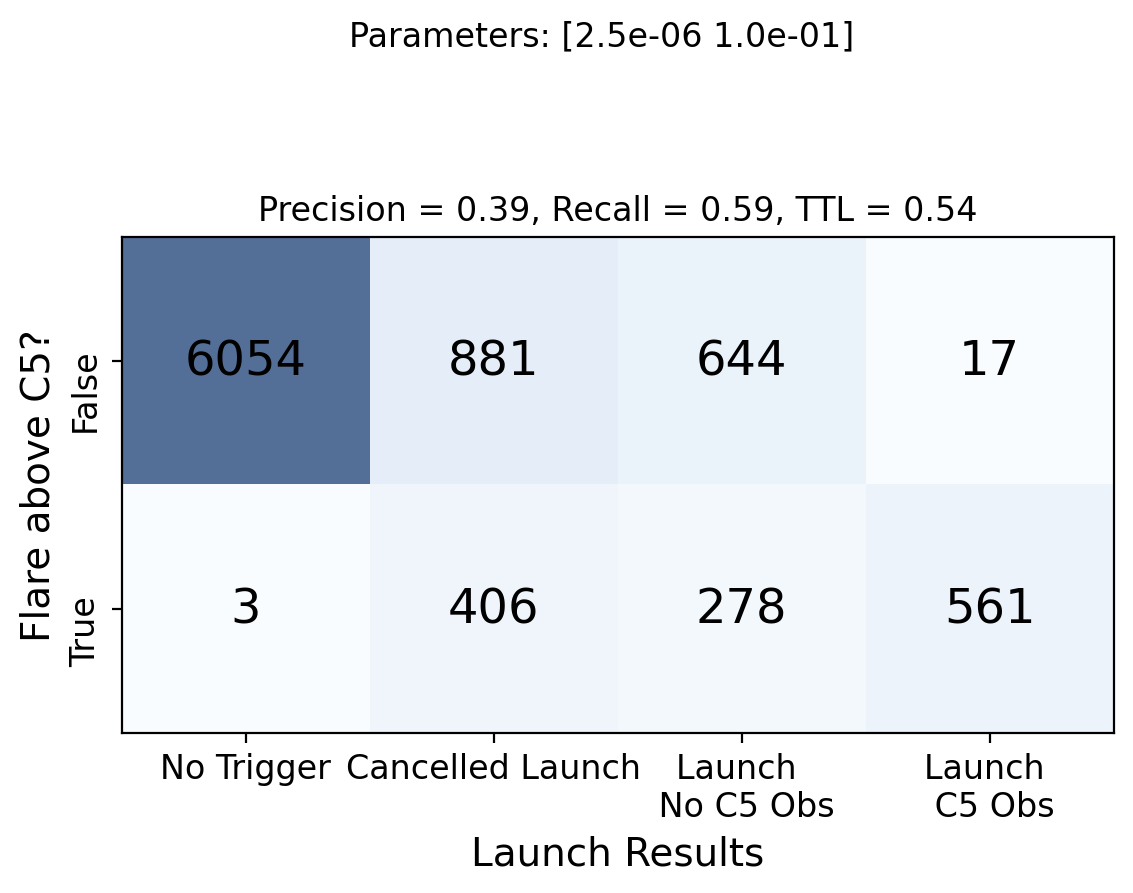 Parameters: [2.5e-06 1.0e-01]
Precision = 0.39, Recall = 0.59, TTL = 0.54
Flare above C5?
False
6054 881 644 17
True
3 406 278 561
No Trigger Cancelled Launch Launch Launch
No C5 Obs C5 Obs
Launch Results